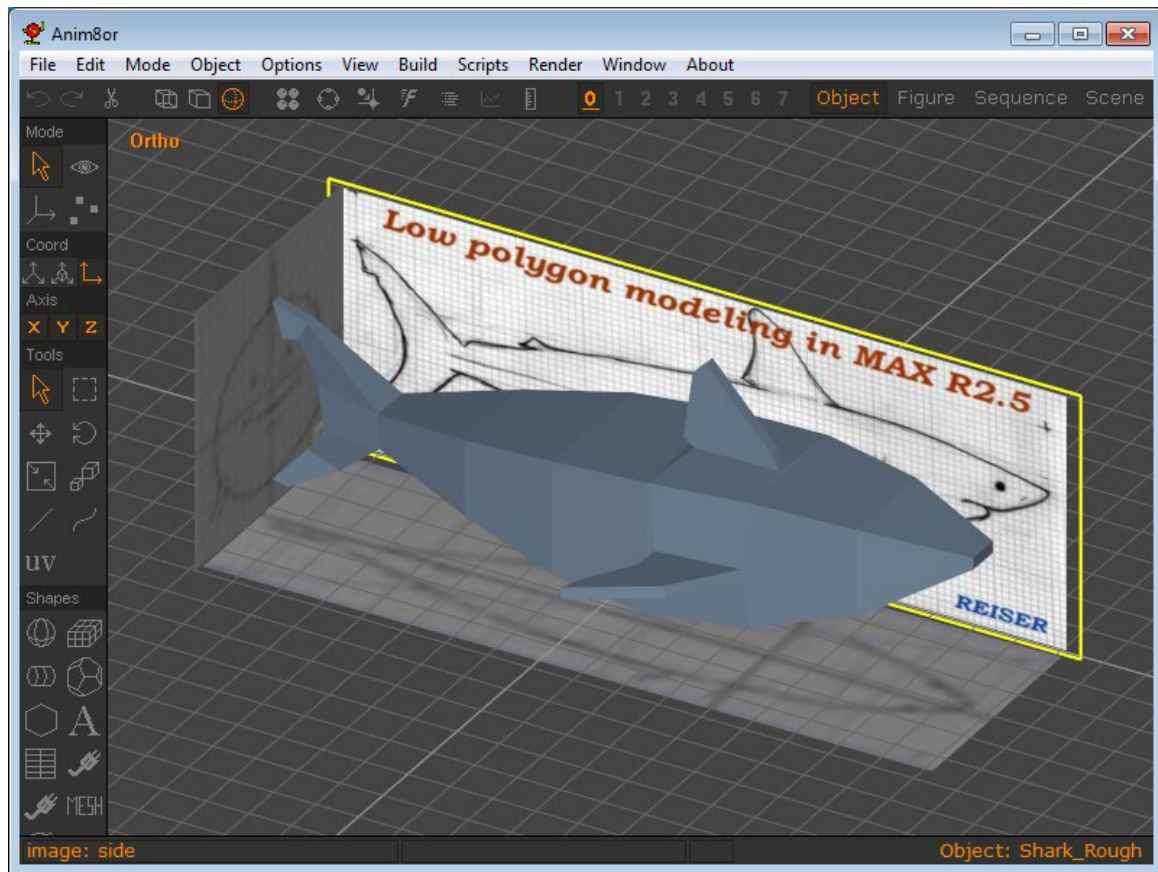 Anim8or
File Edit Mode Object Options View Build Scripts Render Window About
0 1 2 3 4 5 6 7 Object Figure Sequence Scene
Mode
Ortho
Coord
Axis
X Y Z
Tools
uv
Shapes
A
MESH
Low polygon modeling in MAX R2.5
REISER
image: side
Object: Shark_Rough